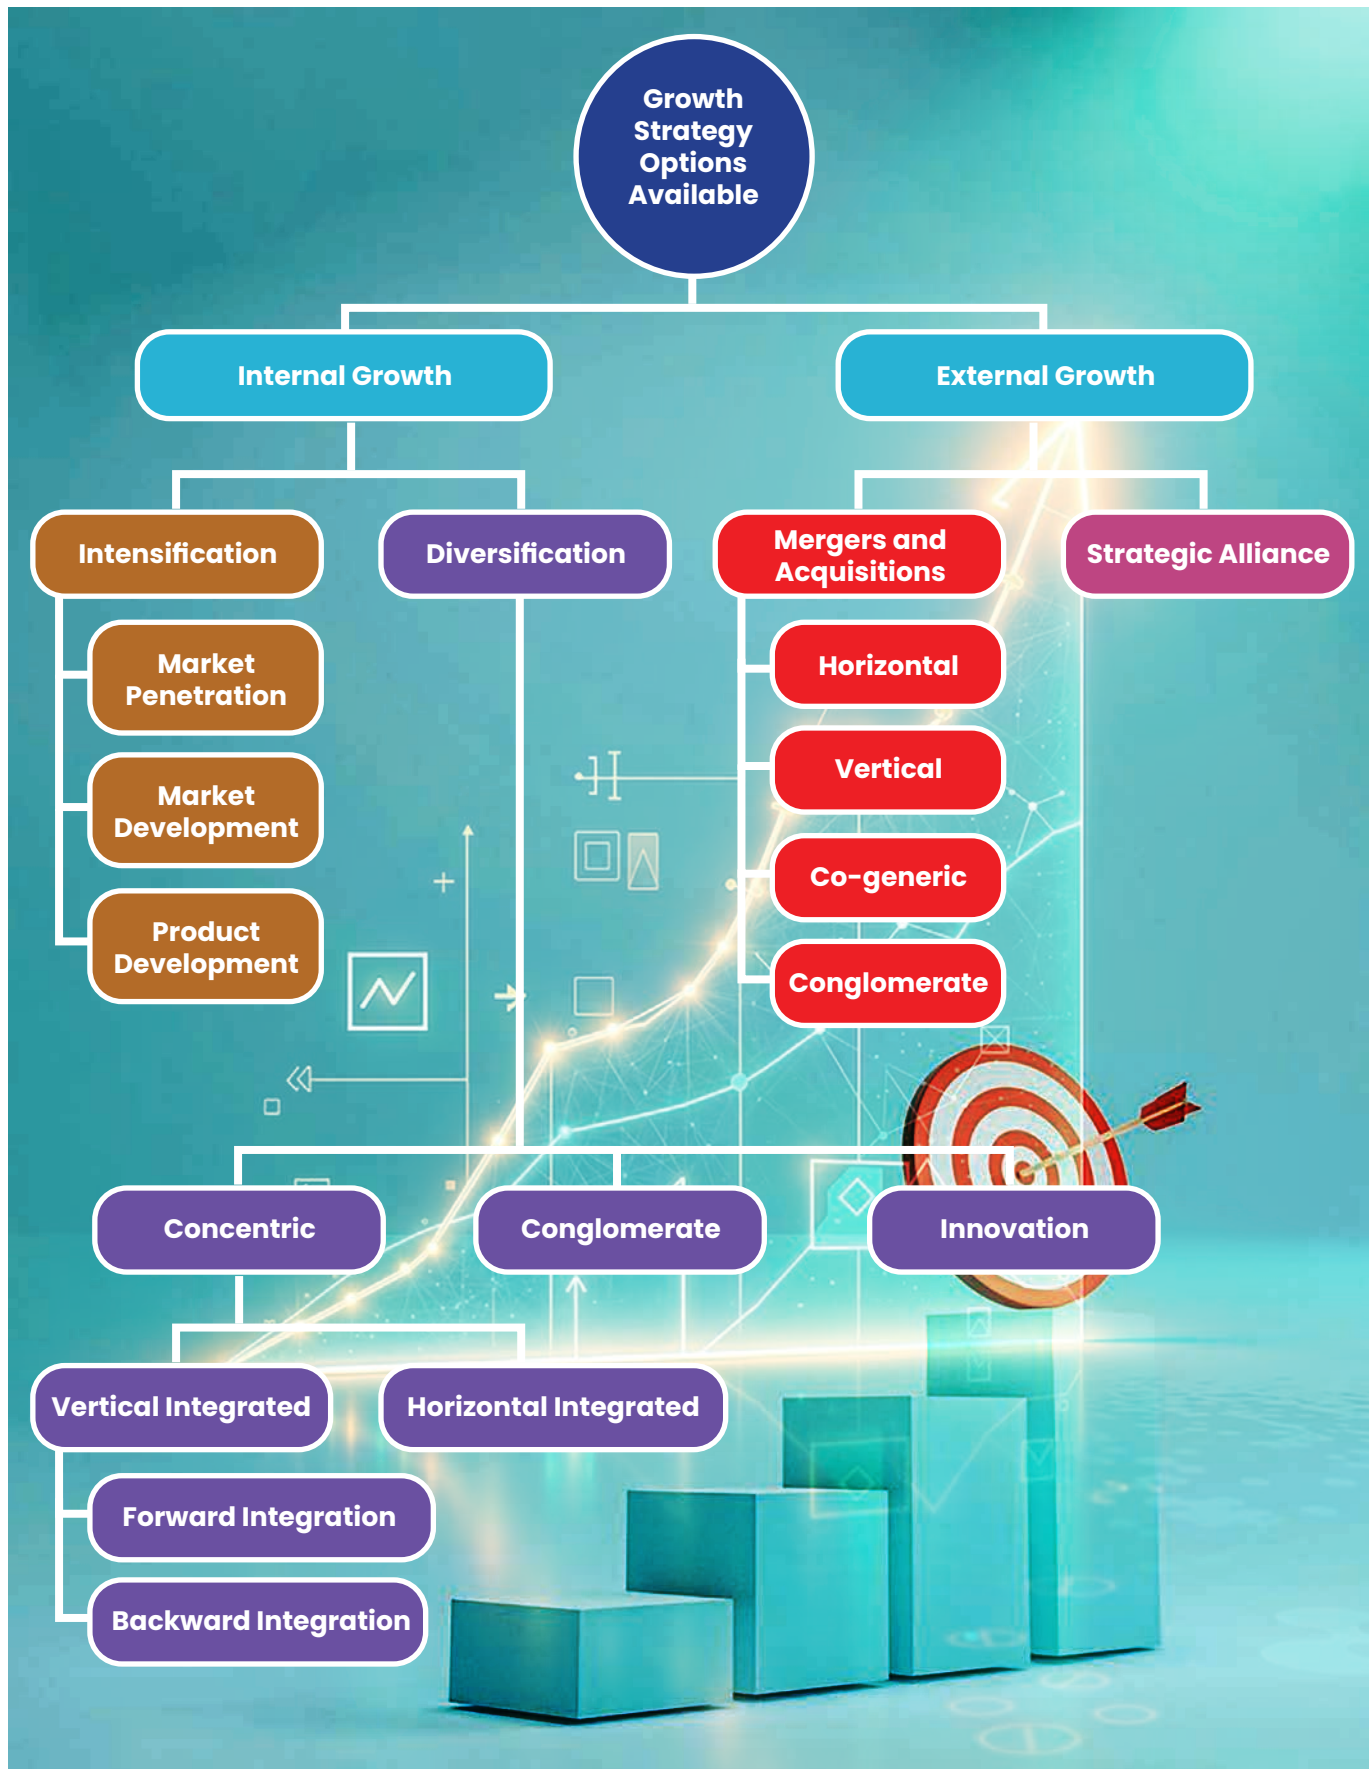 Growth
Strategy
Options
Available
Internal Growth
External Growth
Intensification
Diversification
Mergers and
Acquisitions
Strategic Alliance
Market
Penetration
Horizontal
Market
Development
Vertical
Co-generic
Product
Development
Conglomerate
Concentric
Conglomerate
Innovation
Vertical Integrated
Horizontal Integrated
Forward Integration
Backward Integration